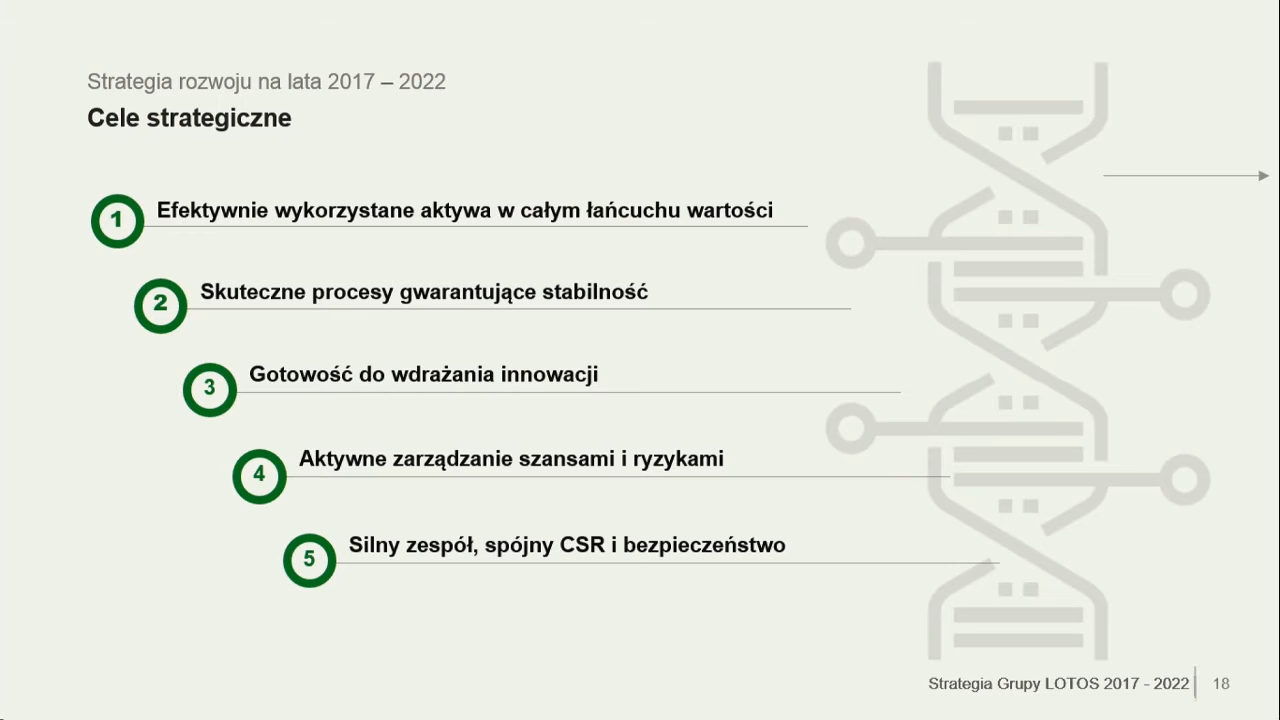 Strategia rozwoju na lata 2017 – 2022
Cele strategiczne
1 Efektywnie wykorzystane aktywa w całym łańcuchu wartości
2 Skuteczne procesy gwarantujące stabilność
3 Gotowość do wdrażania innowacji
4 Aktywne zarządzanie szansami i ryzykami
5 Silny zespół, spójny CSR i bezpieczeństwo
Strategia Grupy LOTOS 2017 - 2022 18